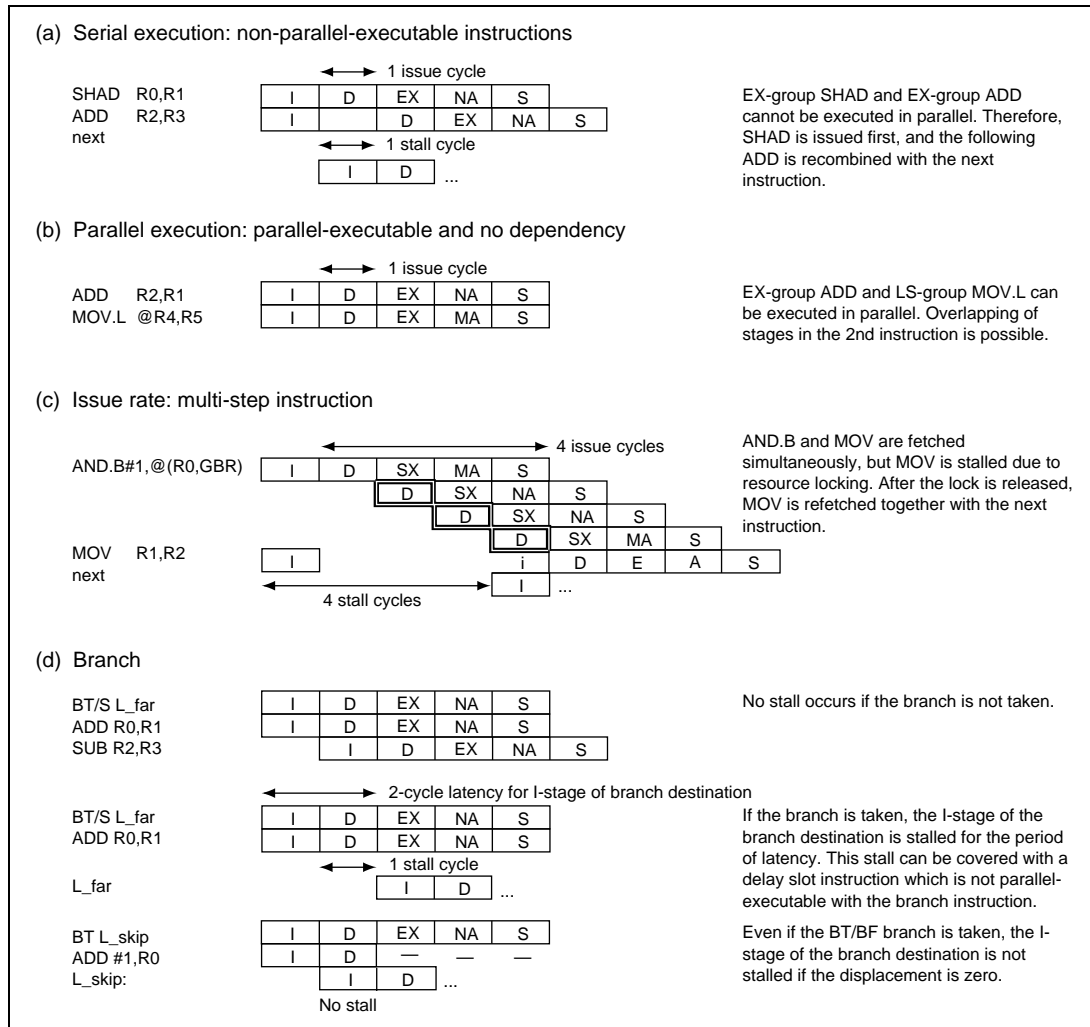 (a) Serial execution: non-parallel-executable instructions
1 issue cycle
SHAD R0,R1 I D EX NA S
ADD R2,R3 I D EX NA S
next
1 stall cycle
I D ...
EX-group SHAD and EX-group ADD
cannot be executed in parallel. Therefore,
SHAD is issued first, and the following
ADD is recombined with the next
instruction.
(b) Parallel execution: parallel-executable and no dependency
1 issue cycle
ADD R2,R1 I D EX NA S
MOV.L @R4,R5 I D EX MA S
EX-group ADD and LS-group MOV.L can
be executed in parallel. Overlapping of
stages in the 2nd instruction is possible.
(c) Issue rate: multi-step instruction
4 issue cycles
AND.B#1,@(R0,GBR) I D SX MA S
D SX NA S
D SX NA S
D SX MA S
MOV R1,R2 I i D E A S
next I ...
4 stall cycles
AND.B and MOV are fetched
simultaneously, but MOV is stalled due to
resource locking. After the lock is released,
MOV is refetched together with the next
instruction.
(d) Branch
BT/S L_far I D EX NA S
ADD R0,R1 I D EX NA S
SUB R2,R3 I D EX NA S
No stall occurs if the branch is not taken.
2-cycle latency for I-stage of branch destination
BT/S L_far I D EX NA S
ADD R0,R1 I D EX NA S
1 stall cycle
L_far I D ...
If the branch is taken, the I-stage of the
branch destination is stalled for the period
of latency. This stall can be covered with a
delay slot instruction which is not parallel-
executable with the branch instruction.
BT L_skip I D EX NA S
ADD #1,R0 I D — — —
L_skip: I D ...
No stall
Even if the BT/BF branch is taken, the I-
stage of the branch destination is not
stalled if the displacement is zero.